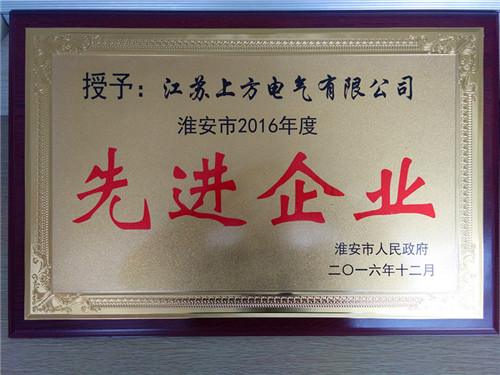 授予：江苏上方电气有限公司
淮安市2016年度
先进企业
淮安市人民政府
二〇一六年十二月